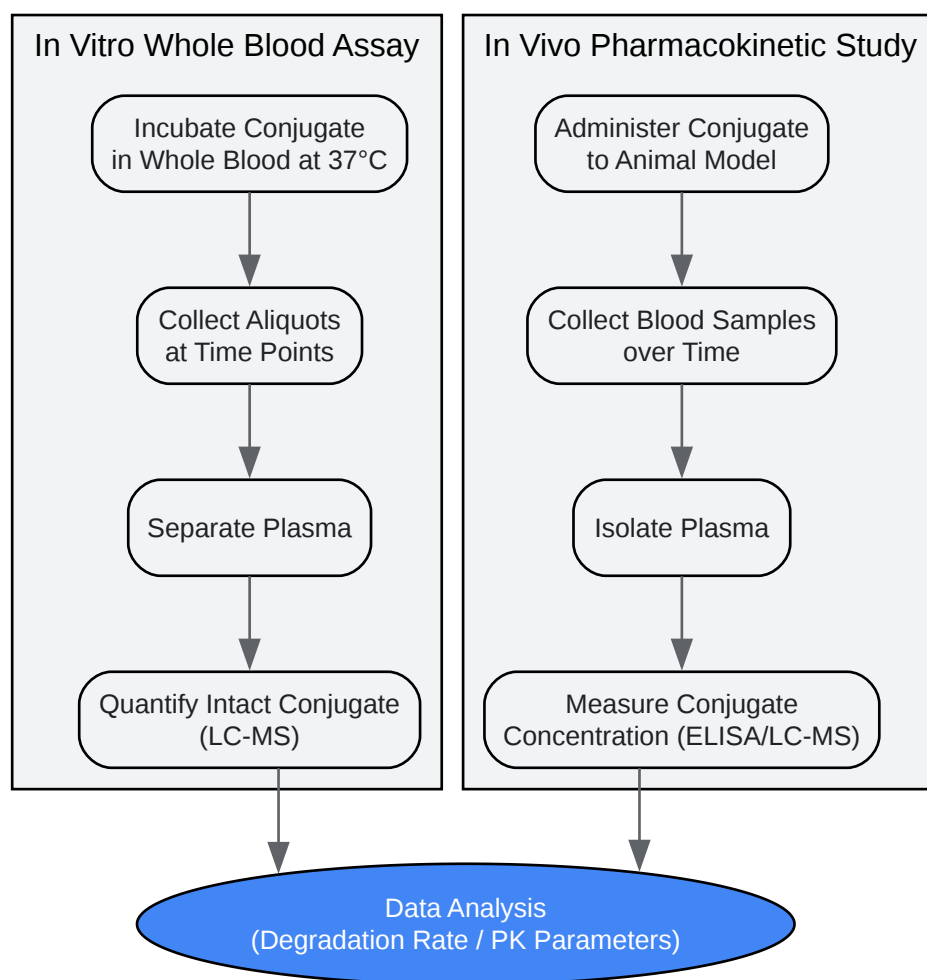 In Vitro Whole Blood Assay
Incubate Conjugate
in Whole Blood at 37°C
Collect Aliquots
at Time Points
Separate Plasma
Quantify Intact Conjugate
(LC-MS)
In Vivo Pharmacokinetic Study
Administer Conjugate
to Animal Model
Collect Blood Samples
over Time
Isolate Plasma
Measure Conjugate
Concentration (ELISA/LC-MS)
Data Analysis
(Degradation Rate / PK Parameters)